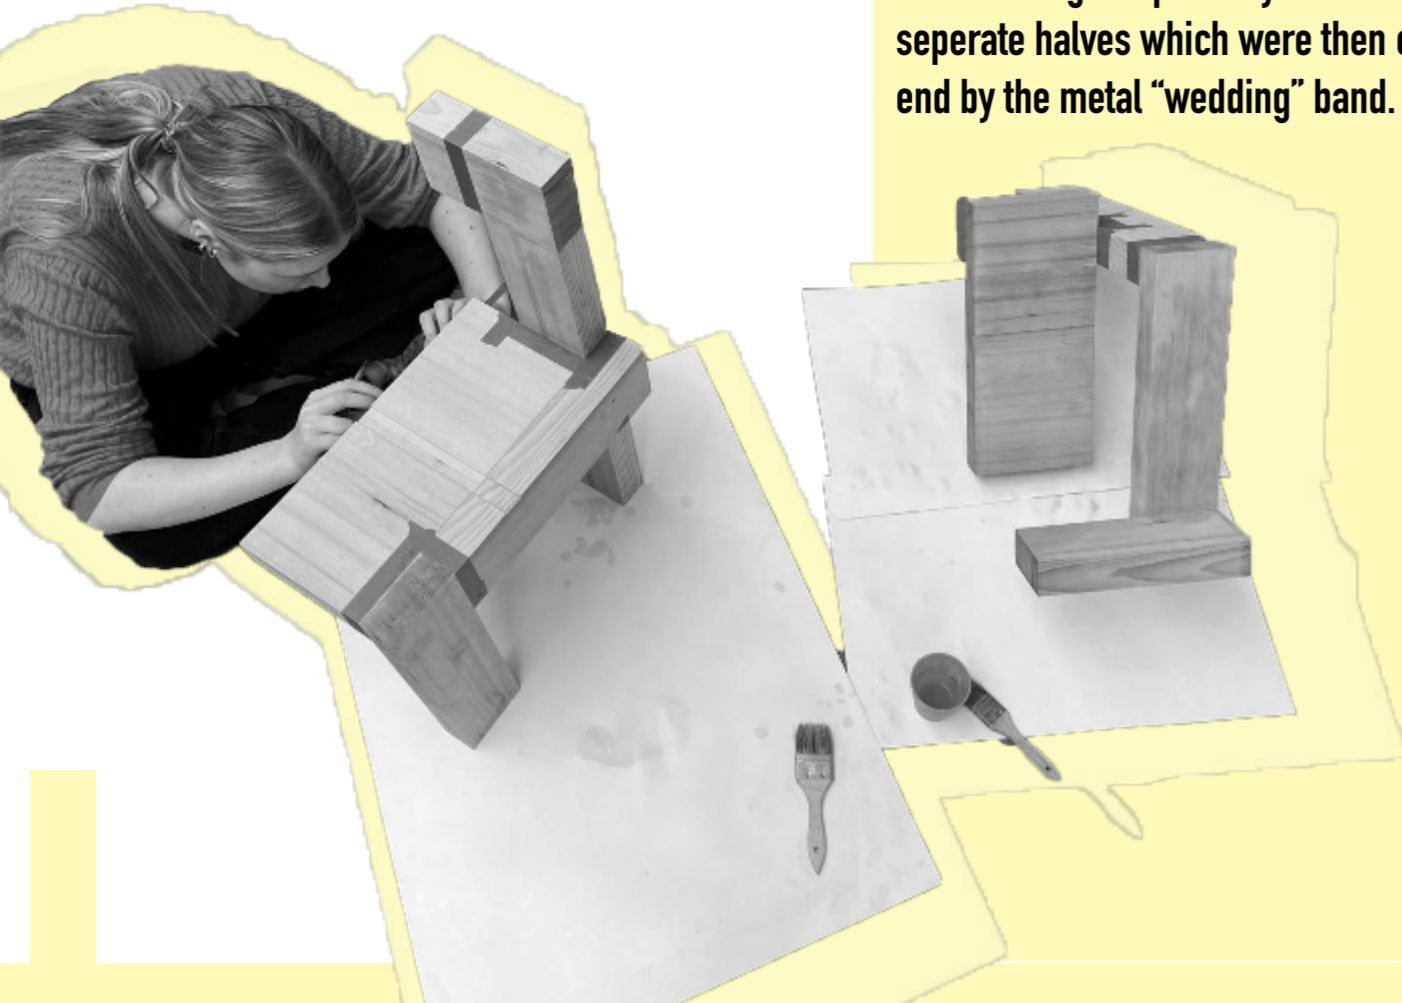 seperate halves which were then
end by the metal “wedding” band.